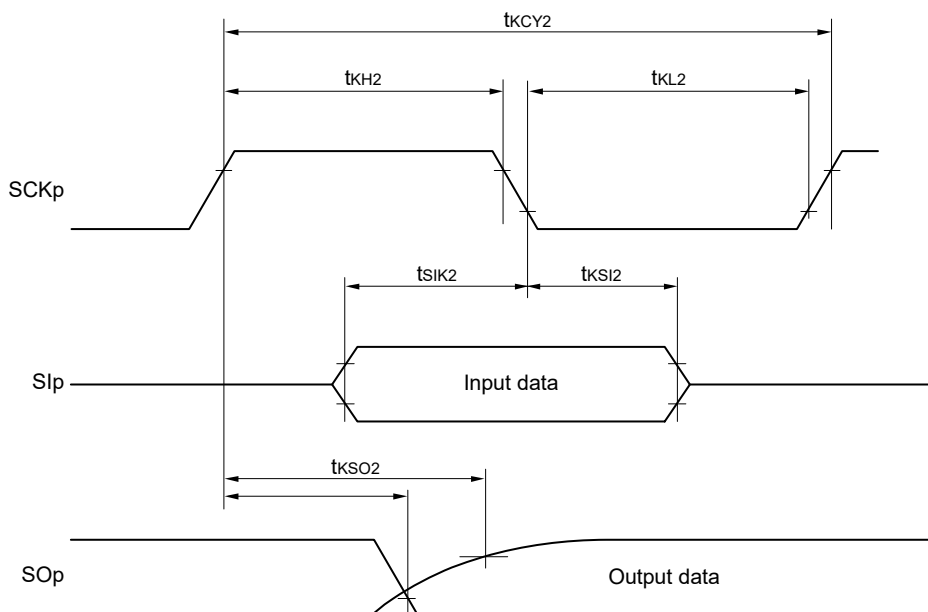 tKCY2
tKH2
tKL2
SCKp
tSIK2
tKSI2
SIp
Input data
tKSO2
SOp
Output data